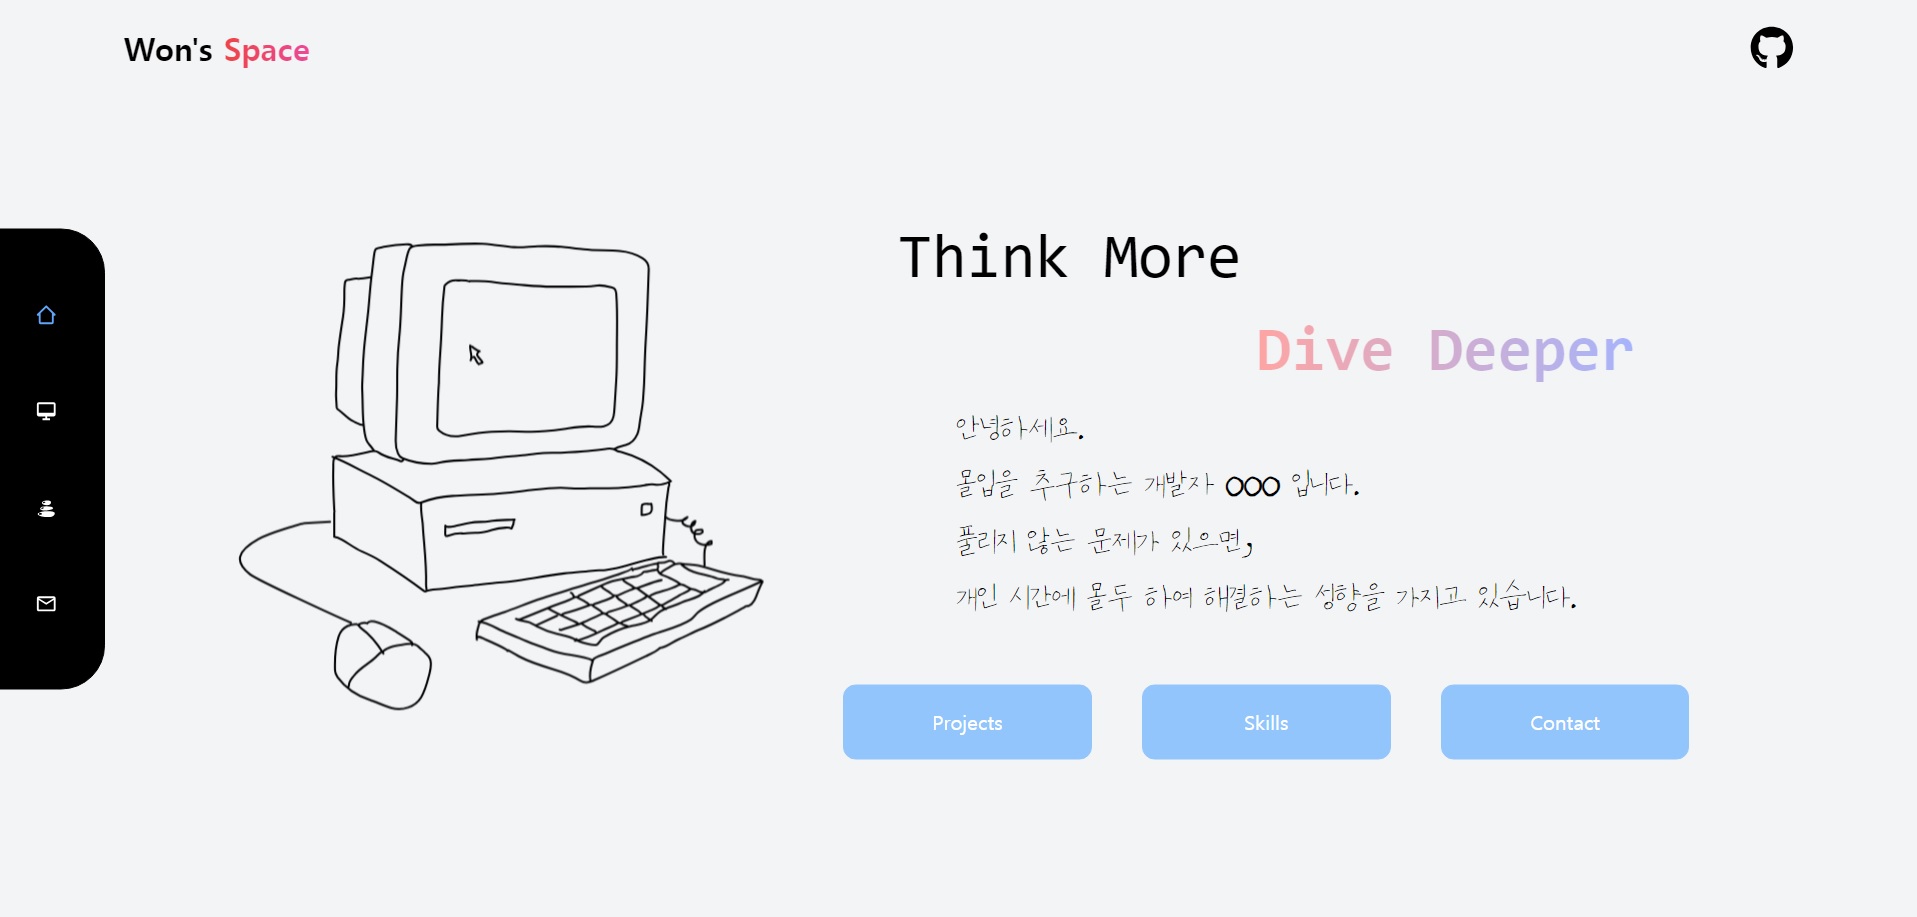 Won's Space
Think More
Dive Deeper
안녕하세요.
몰입을 추구하는 개발자 OOO 입니다.
풀리지 않는 문제가 있으면,
개인 시간에 몰두 하여 해결하는 성향을 가지고 있습니다.
Projects
Skills
Contact